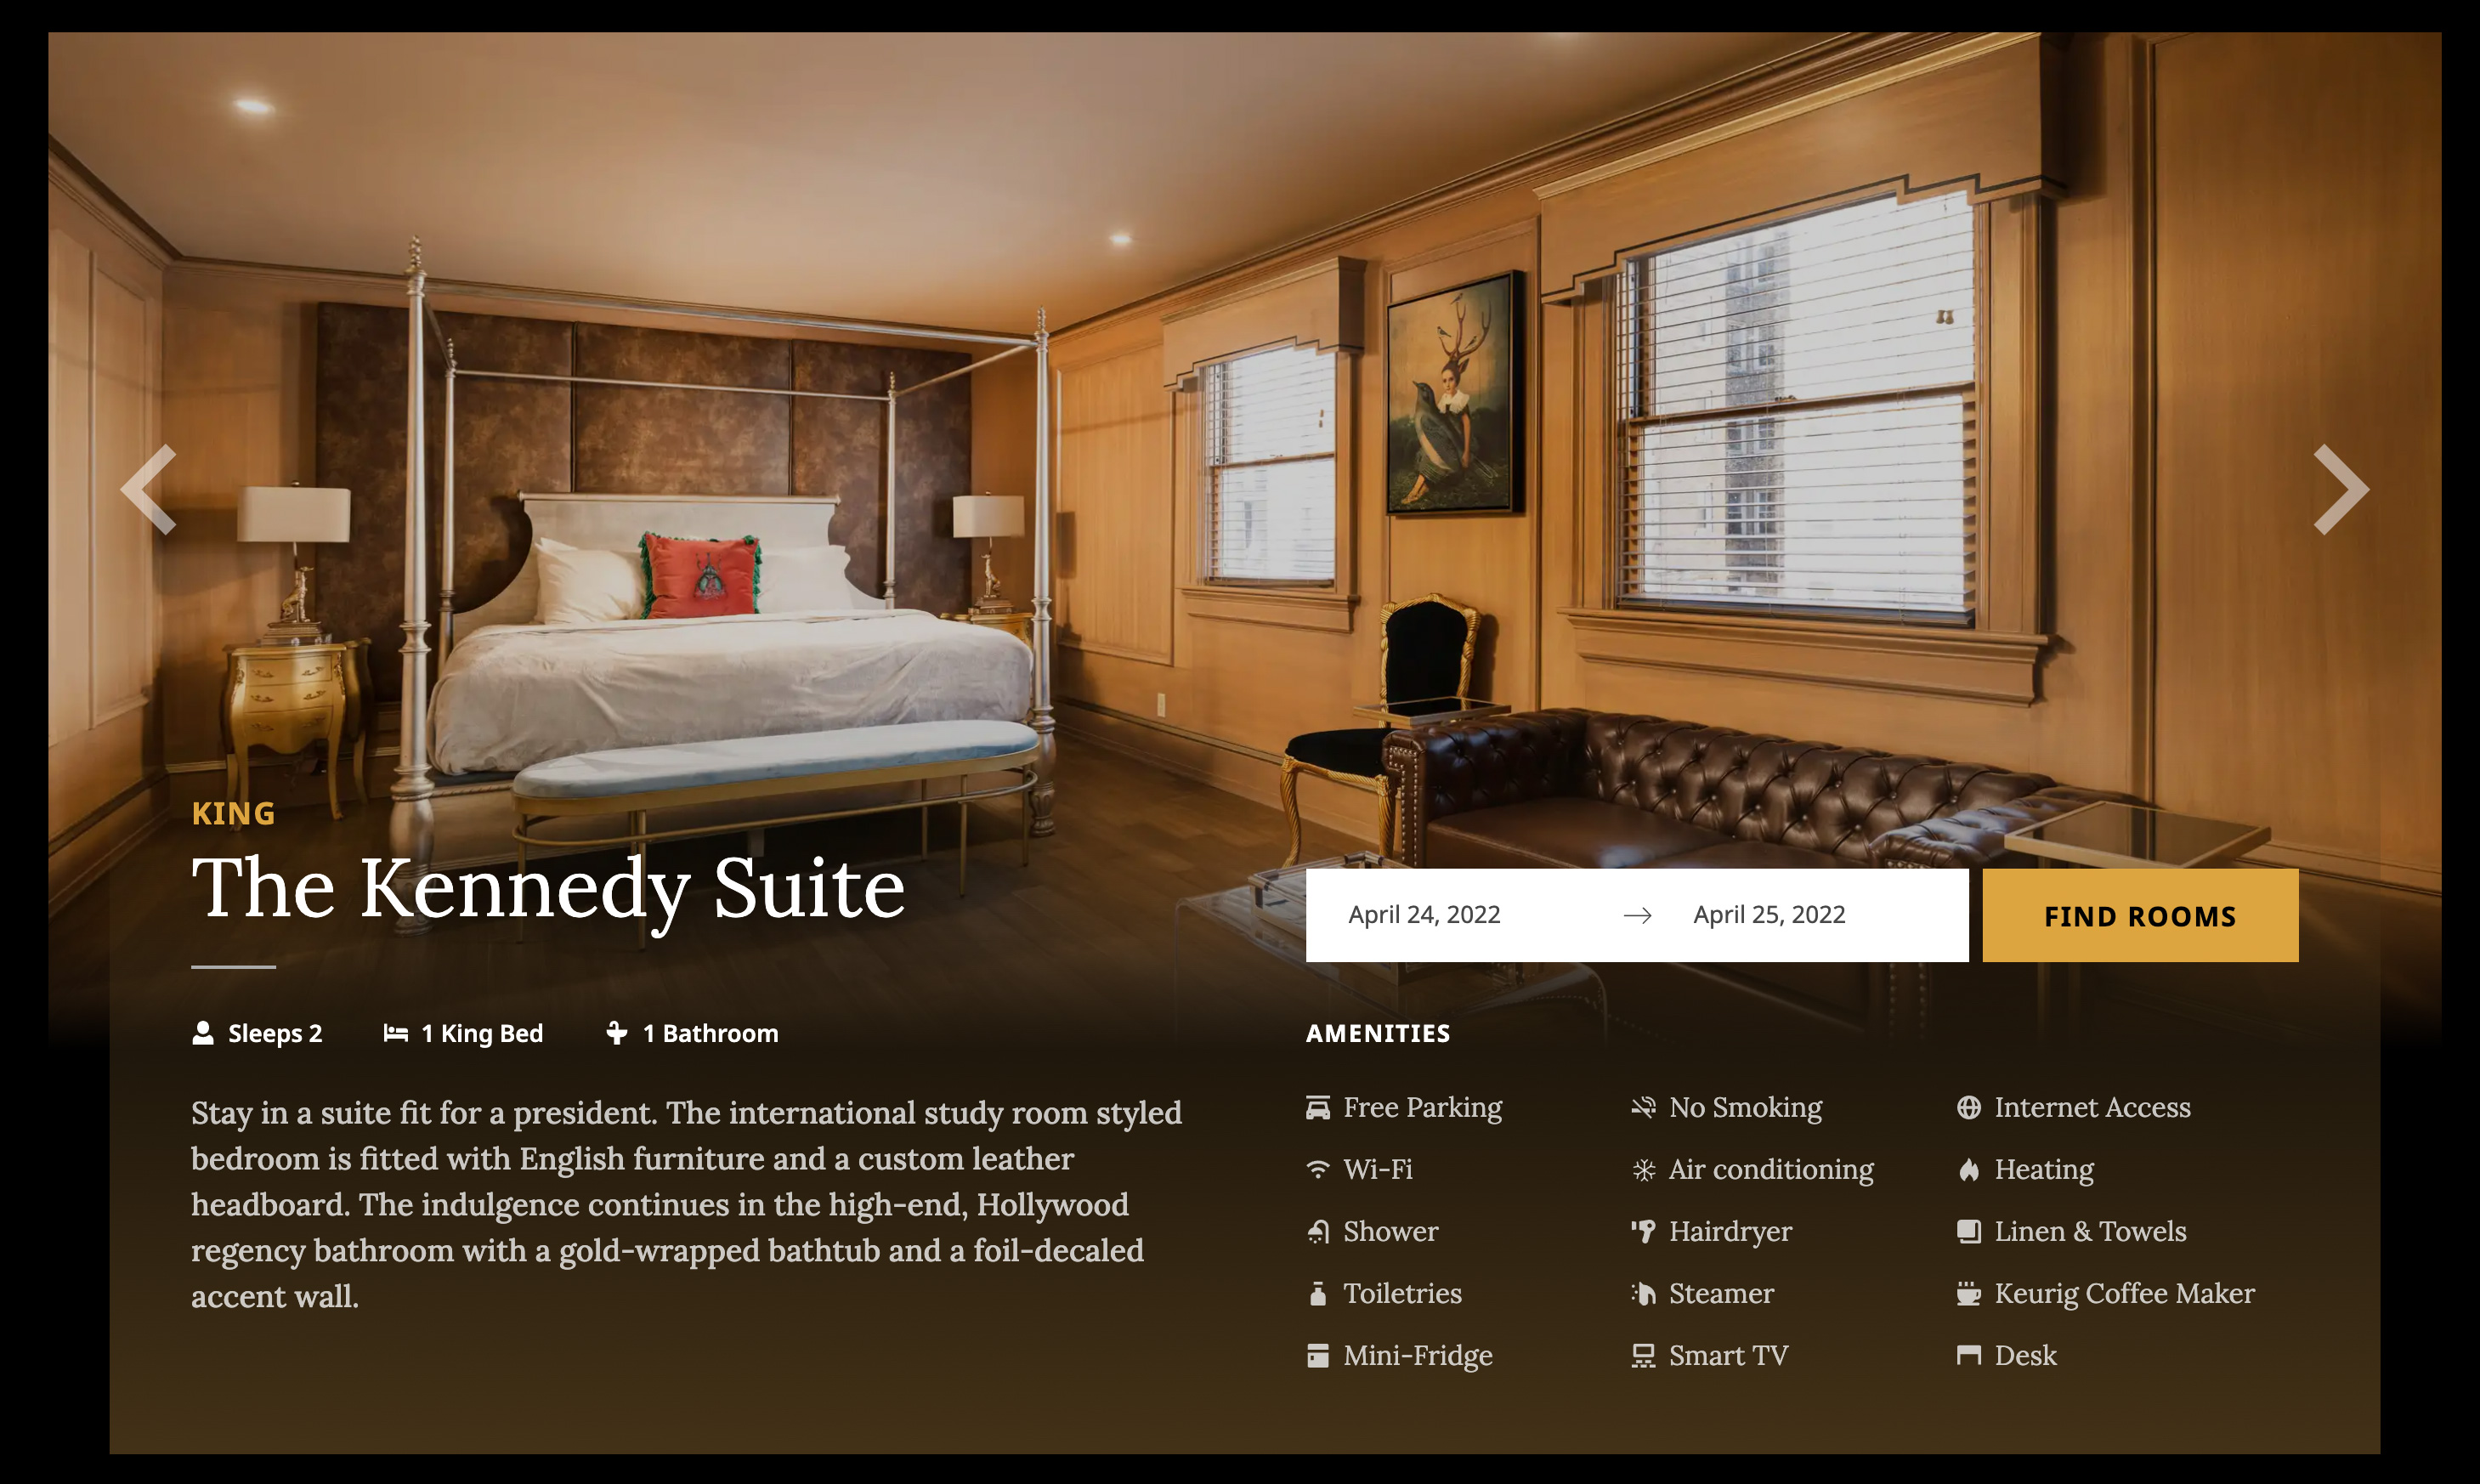 KING
The Kennedy Suite
Sleeps 2
1 King Bed
1 Bathroom
Stay in a suite fit for a president. The international study room styled
bedroom is fitted with English furniture and a custom leather
headboard. The indulgence continues in the high-end, Hollywood
regency bathroom with a gold-wrapped bathtub and a foil-decaled
accent wall.
April 24, 2022 → April 25, 2022
FIND ROOMS
AMENITIES
Free Parking
No Smoking
Internet Access
Wi-Fi
Air conditioning
Heating
Shower
Hairdryer
Linen & Towels
Toiletries
Steamer
Keurig Coffee Maker
Mini-Fridge
Smart TV
Desk